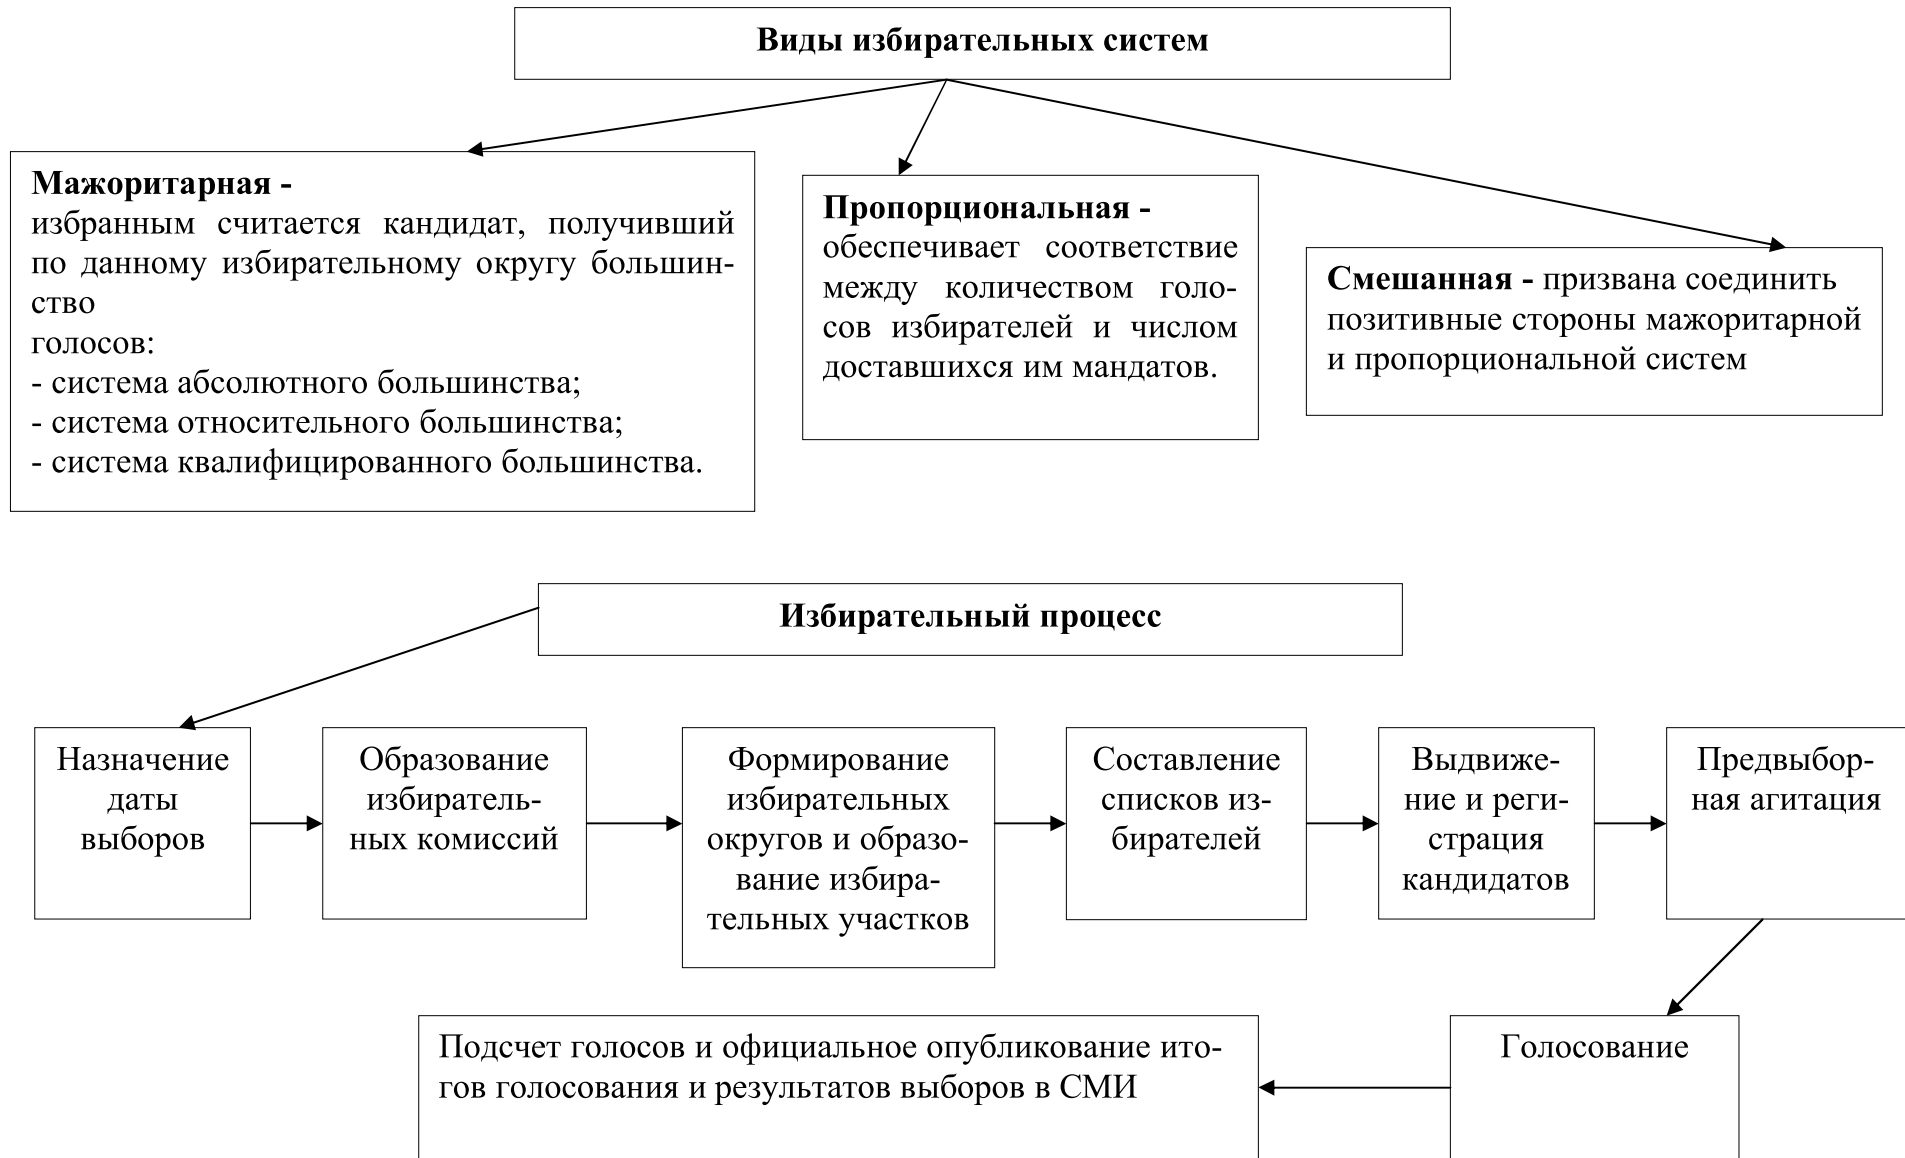 Виды избирательных систем
Мажоритарная -
избранным считается кандидат, получивший
по данному избирательному округу большин-
ство
голосов:
- система абсолютного большинства;
- система относительного большинства;
- система квалифицированного большинства.
Пропорциональная -
обеспечивает соответствие
между количеством голо-
сов избирателей и числом
доставшихся им мандатов.
Смешанная - призвана соединить
позитивные стороны мажоритарной
и пропорциональной систем
Избирательный процесс
Назначение
даты
выборов
Образование
избиратель-
ных комиссий
Формирование
избирательных
округов и образо-
вание избира-
тельных участков
Составление
списков из-
бирателей
Выдвиже-
ние и реги-
страция
кандидатов
Предвыбор-
ная агитация
Голосование
Подсчет голосов и официальное опубликование ито-
гов голосования и результатов выборов в СМИ